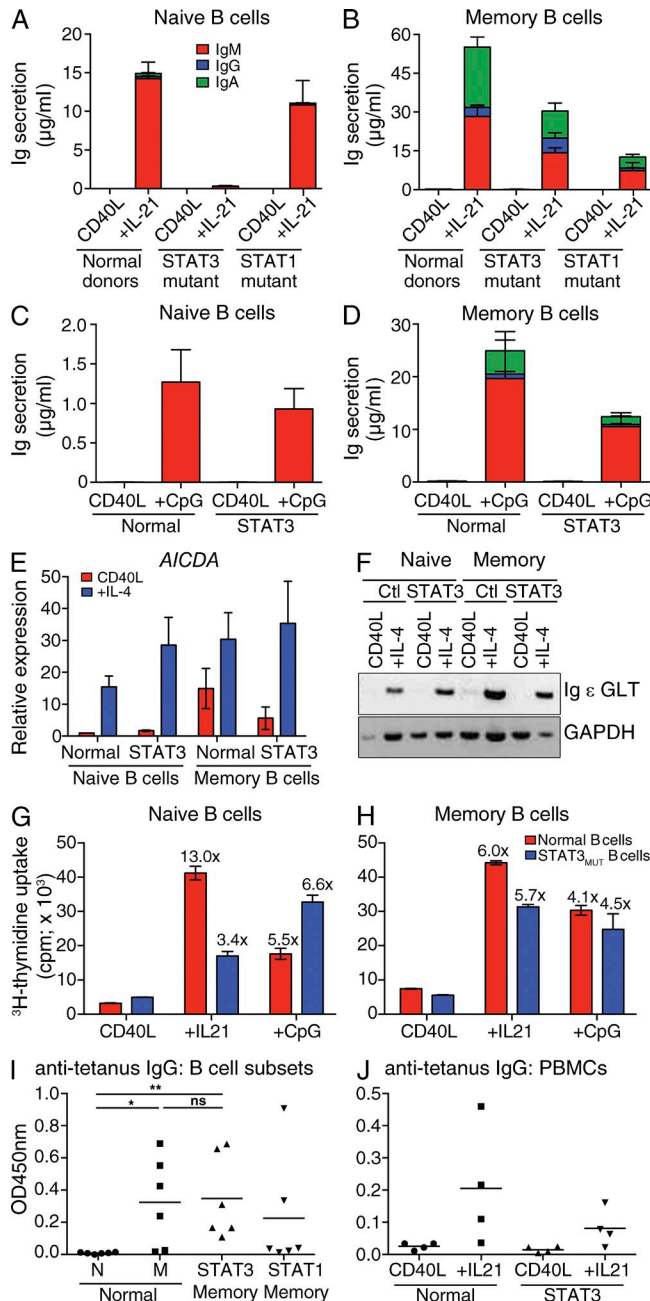 A
Naive B cells
Ig secretion
(µg/ml)
20
15
10
5
0
IgM
IgG
IgA
CD40L
+IL-21
CD40L
+IL-21
CD40L
+IL-21
Normal
donors
STAT3
mutant
STAT1
mutant
B
Memory B cells
Ig secretion
(µg/ml)
60
45
30
15
0
CD40L
+IL-21
CD40L
+IL-21
CD40L
+IL-21
Normal
donors
STAT3
mutant
STAT1
mutant
C
Naive B cells
Ig secretion
(µg/ml)
2.0
1.5
1.0
0.5
0
CD40L +CpG CD40L +CpG
Normal STAT3
D
Memory B cells
Ig secretion
(µg/ml)
30
20
10
0
CD40L +CpG CD40L +CpG
Normal STAT3
E
AICDA
Relative expression
50
40
30
20
10
0
CD40L
+IL-4
Normal STAT3 Normal STAT3
Naive B cells Memory B cells
F
Naive Memory
Ctl STAT3 Ctl STAT3
CD40L
+IL-4
CD40L
+IL-4
CD40L
+IL-4
CD40L
+IL-4
Ig ε GLT
GAPDH
G
Naive B cells
³H-thymidine uptake
(cpm; x 10³)
50
40
30
20
10
0
13.0x
3.4x
5.5x
6.6x
CD40L +IL21 +CpG
H
Memory B cells
Normal B cells
STAT3MUT B cells
50
40
30
20
10
0
6.0x
5.7x
4.1x
4.5x
CD40L +IL21 +CpG
I
anti-tetanus IgG: B cell subsets
OD450nm
1.0
0.8
0.6
0.4
0.2
0.0
**
*
ns
N M STAT3 STAT1
Normal Memory Memory
J
anti-tetanus IgG: PBMCs
0.5
0.4
0.3
0.2
0.1
0.0
CD40L +IL21 CD40L +IL21
Normal STAT3